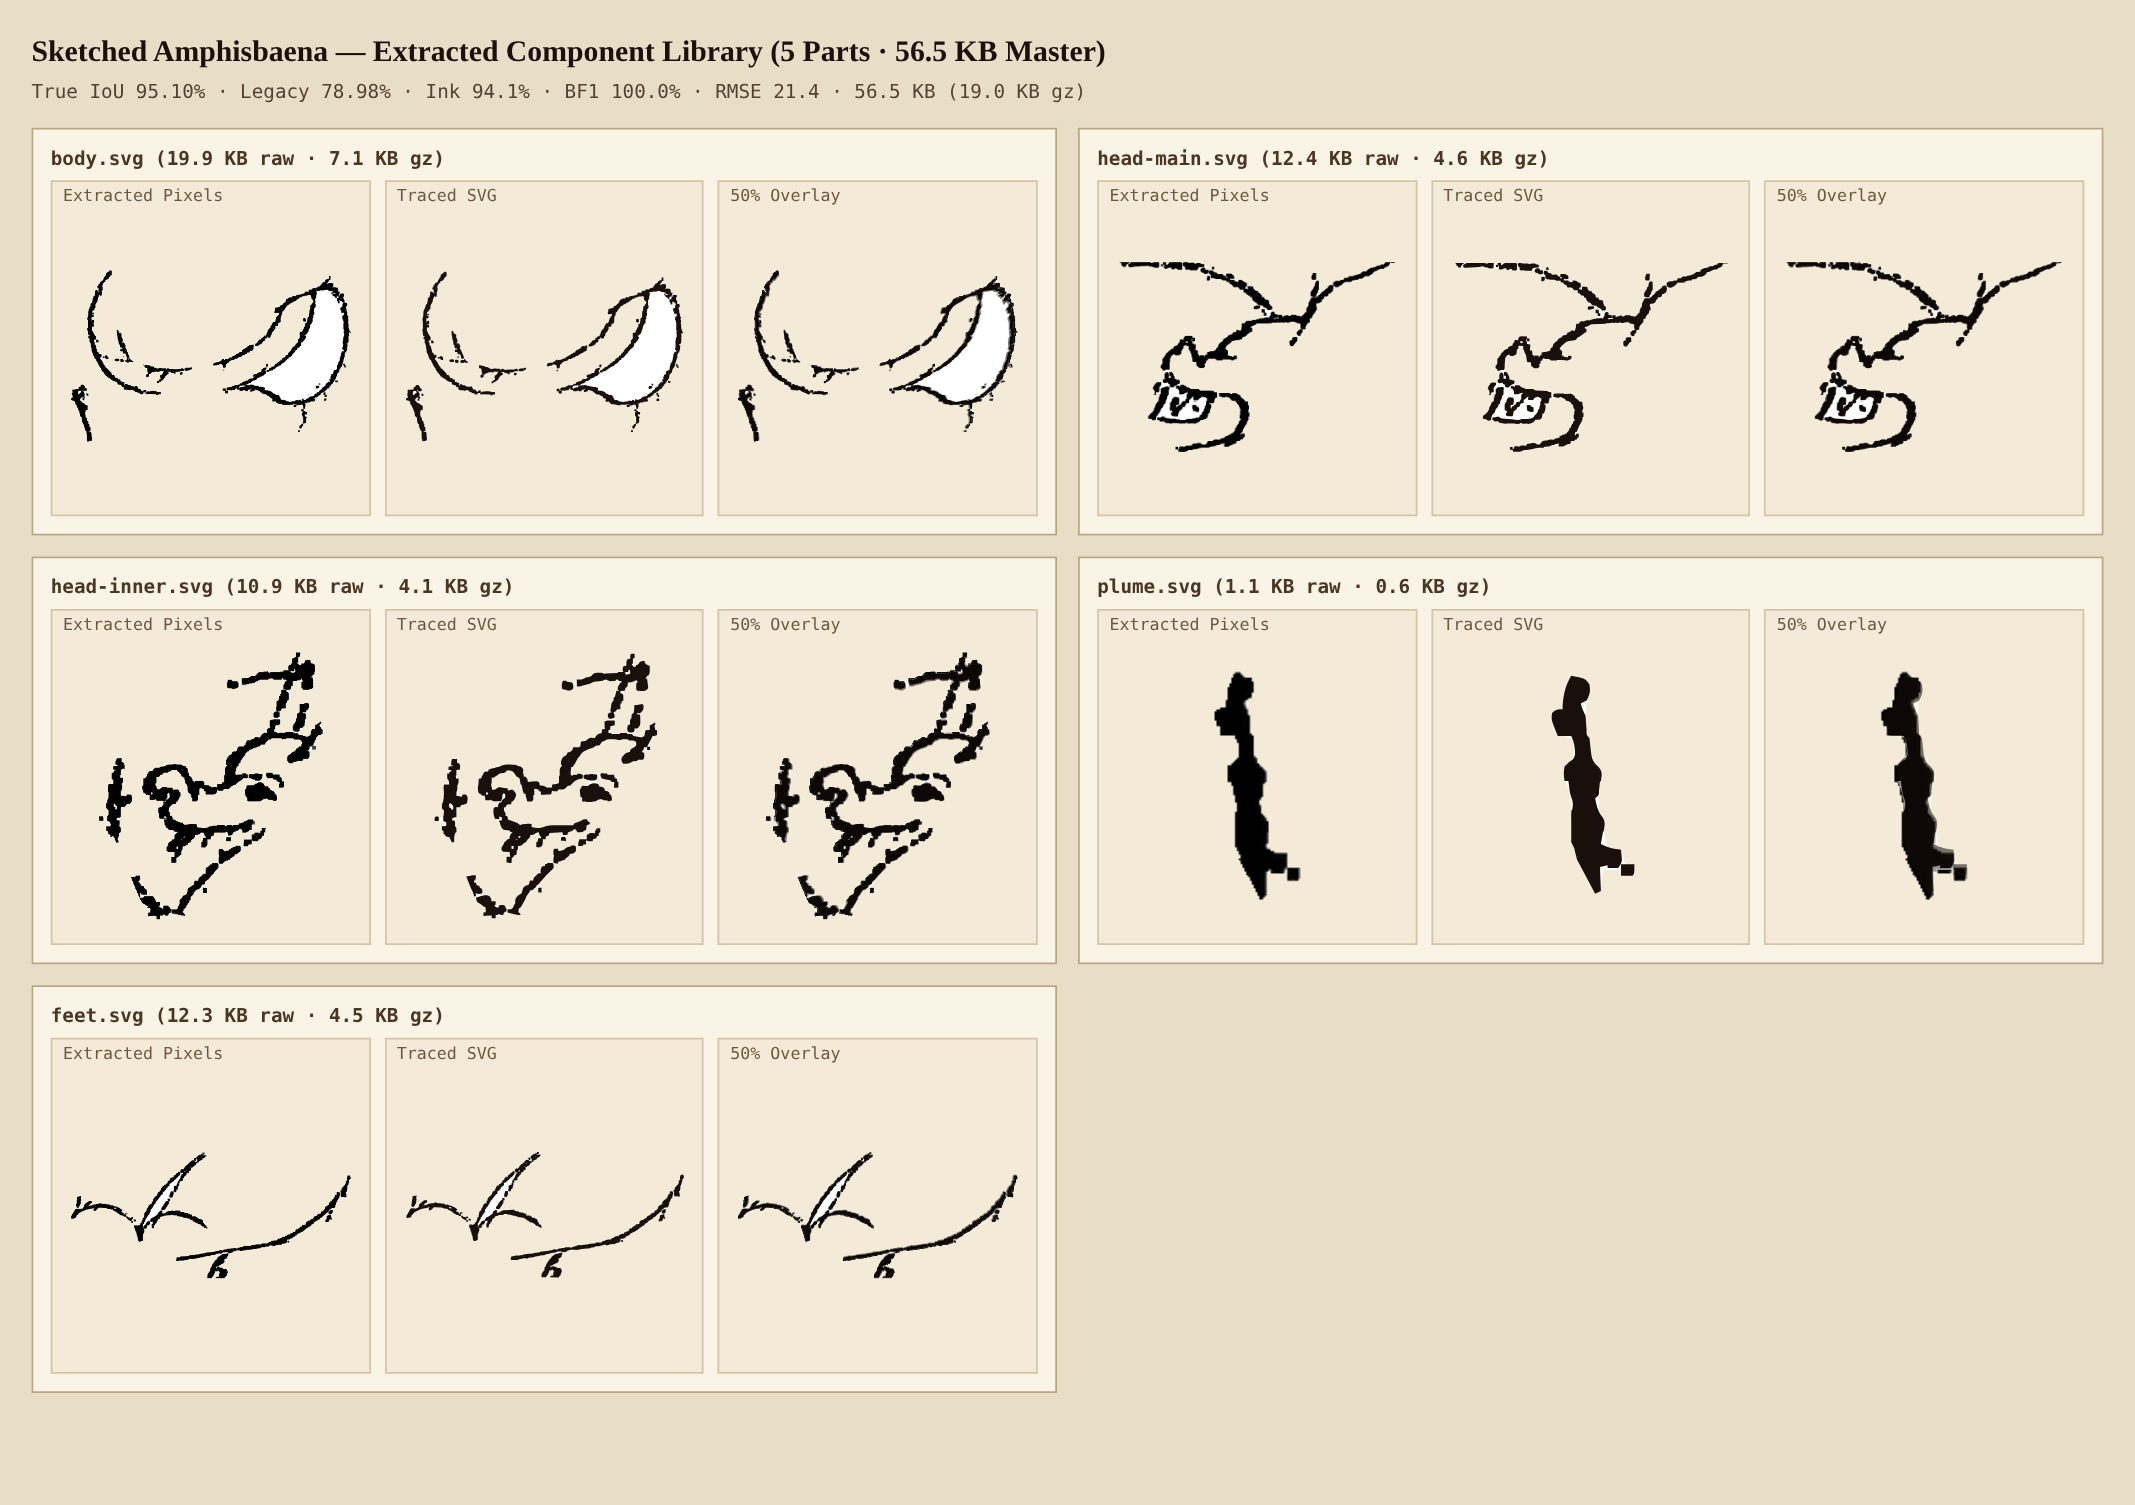 Sketched Amphisbaena — Extracted Component Library (5 Parts · 56.5 KB Master)
True IoU 95.10% · Legacy 78.98% · Ink 94.1% · BF1 100.0% · RMSE 21.4 · 56.5 KB (19.0 KB gz)
body.svg (19.9 KB raw · 7.1 KB gz)
Extracted Pixels
Traced SVG
50% Overlay
head-main.svg (12.4 KB raw · 4.6 KB gz)
Extracted Pixels
Traced SVG
50% Overlay
head-inner.svg (10.9 KB raw · 4.1 KB gz)
Extracted Pixels
Traced SVG
50% Overlay
plume.svg (1.1 KB raw · 0.6 KB gz)
Extracted Pixels
Traced SVG
50% Overlay
feet.svg (12.3 KB raw · 4.5 KB gz)
Extracted Pixels
Traced SVG
50% Overlay